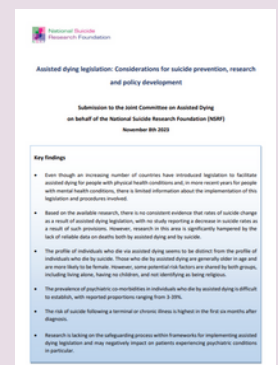 National Suicide
Research Foundation
Assisted dying legislation: Considerations for suicide prevention, research
and policy development
Submission to the Joint Committee on Assisted Dying
on behalf of the National Suicide Research Foundation (NSRF)
November 8th 2023
Key findings
• Even though an increasing number of countries have introduced legislation to facilitate
assisted dying for people with physical health conditions and, in more recent years for people
with mental health conditions, there is limited information about the implementation of this
legislation and procedures involved.
• Based on the available research, there is no consistent evidence that rates of suicide change
as a result of assisted dying legislation, with no study reporting a decrease in suicide rates as
a result of such provisions. However, research in this area is significantly hampered by the
lack of reliable data on deaths both by assisted dying and by suicide.
• The profile of individuals who die via assisted dying seems to be distinct from the profile of
individuals who die by suicide. Those who die by assisted dying are generally older in age and
are more likely to be female. However, some potential risk factors are shared by both groups,
including living alone, having no children, and not identifying as being religious.
• The prevalence of psychiatric co-morbidities in individuals who die by assisted dying is difficult
to establish, with reported proportions ranging from 3-20%.
• The risk of suicide following a terminal or chronic illness is highest in the first six months after
diagnosis.
• Research is lacking on the safeguarding process within frameworks for implementing assisted
dying legislation and may negatively impact on patients experiencing psychiatric conditions
in particular.